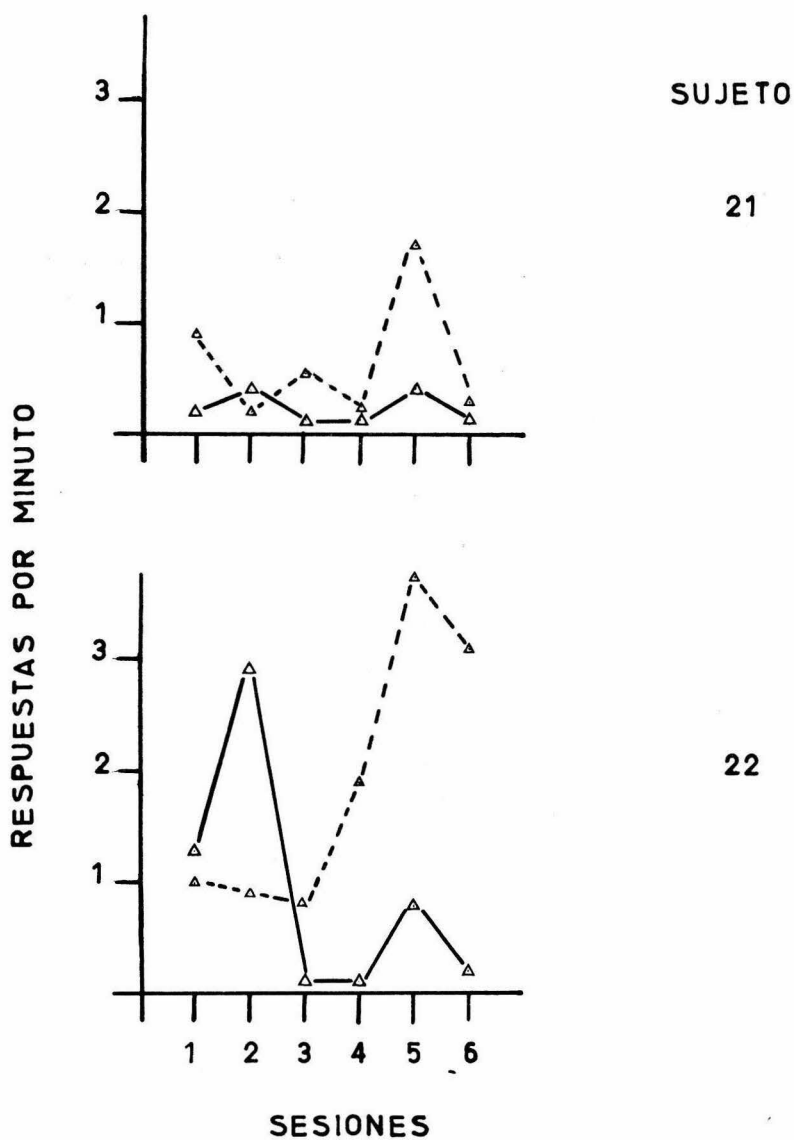 SUJETO
3
2
1
21
RESPUESTAS POR MINUTO
3
2
1
22
1 2 3 4 5 6
SESIONES